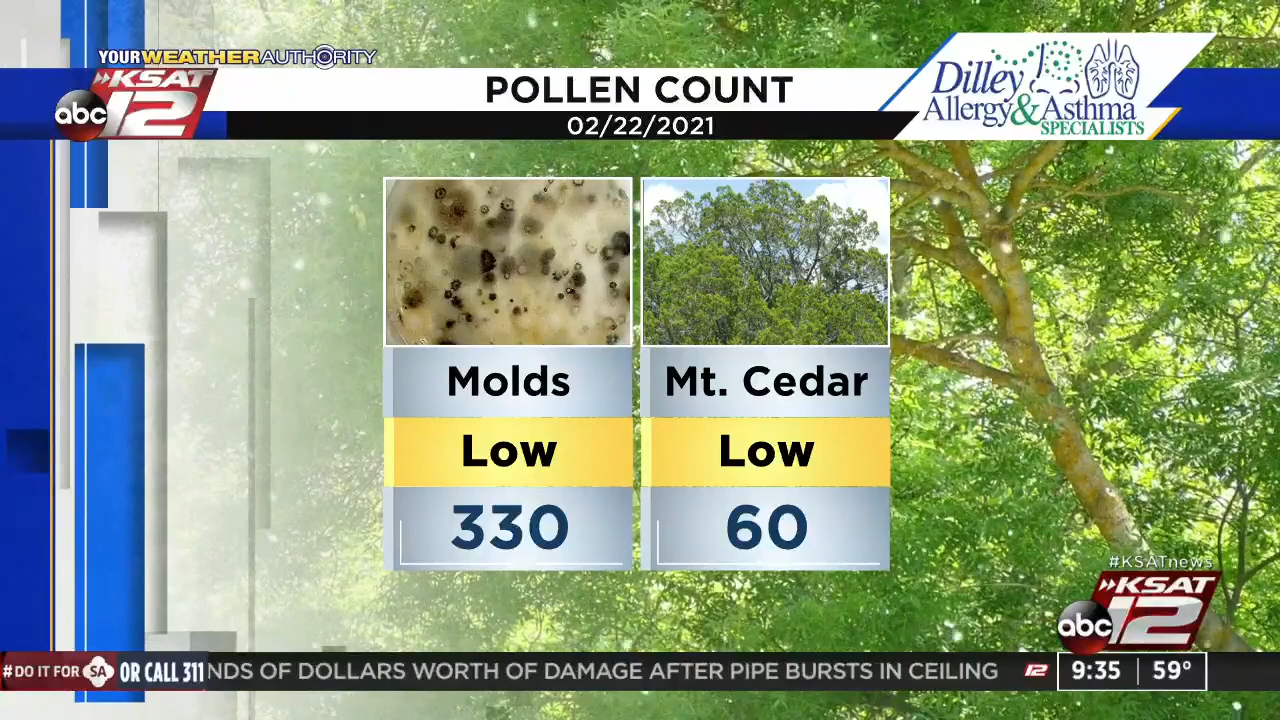 YOUR WEATHER AUTHORITY
KSAT
abc 12
POLLEN COUNT
02/22/2021
Dilley
Allergy & Asthma
SPECIALISTS
Molds
Mt. Cedar
Low
Low
330
60
#KSATnews
KSAT
abc 12
#DO IT FOR SA OR CALL 311
NDS OF DOLLARS WORTH OF DAMAGE AFTER PIPE BURSTS IN CEILING
12
9:35
59°